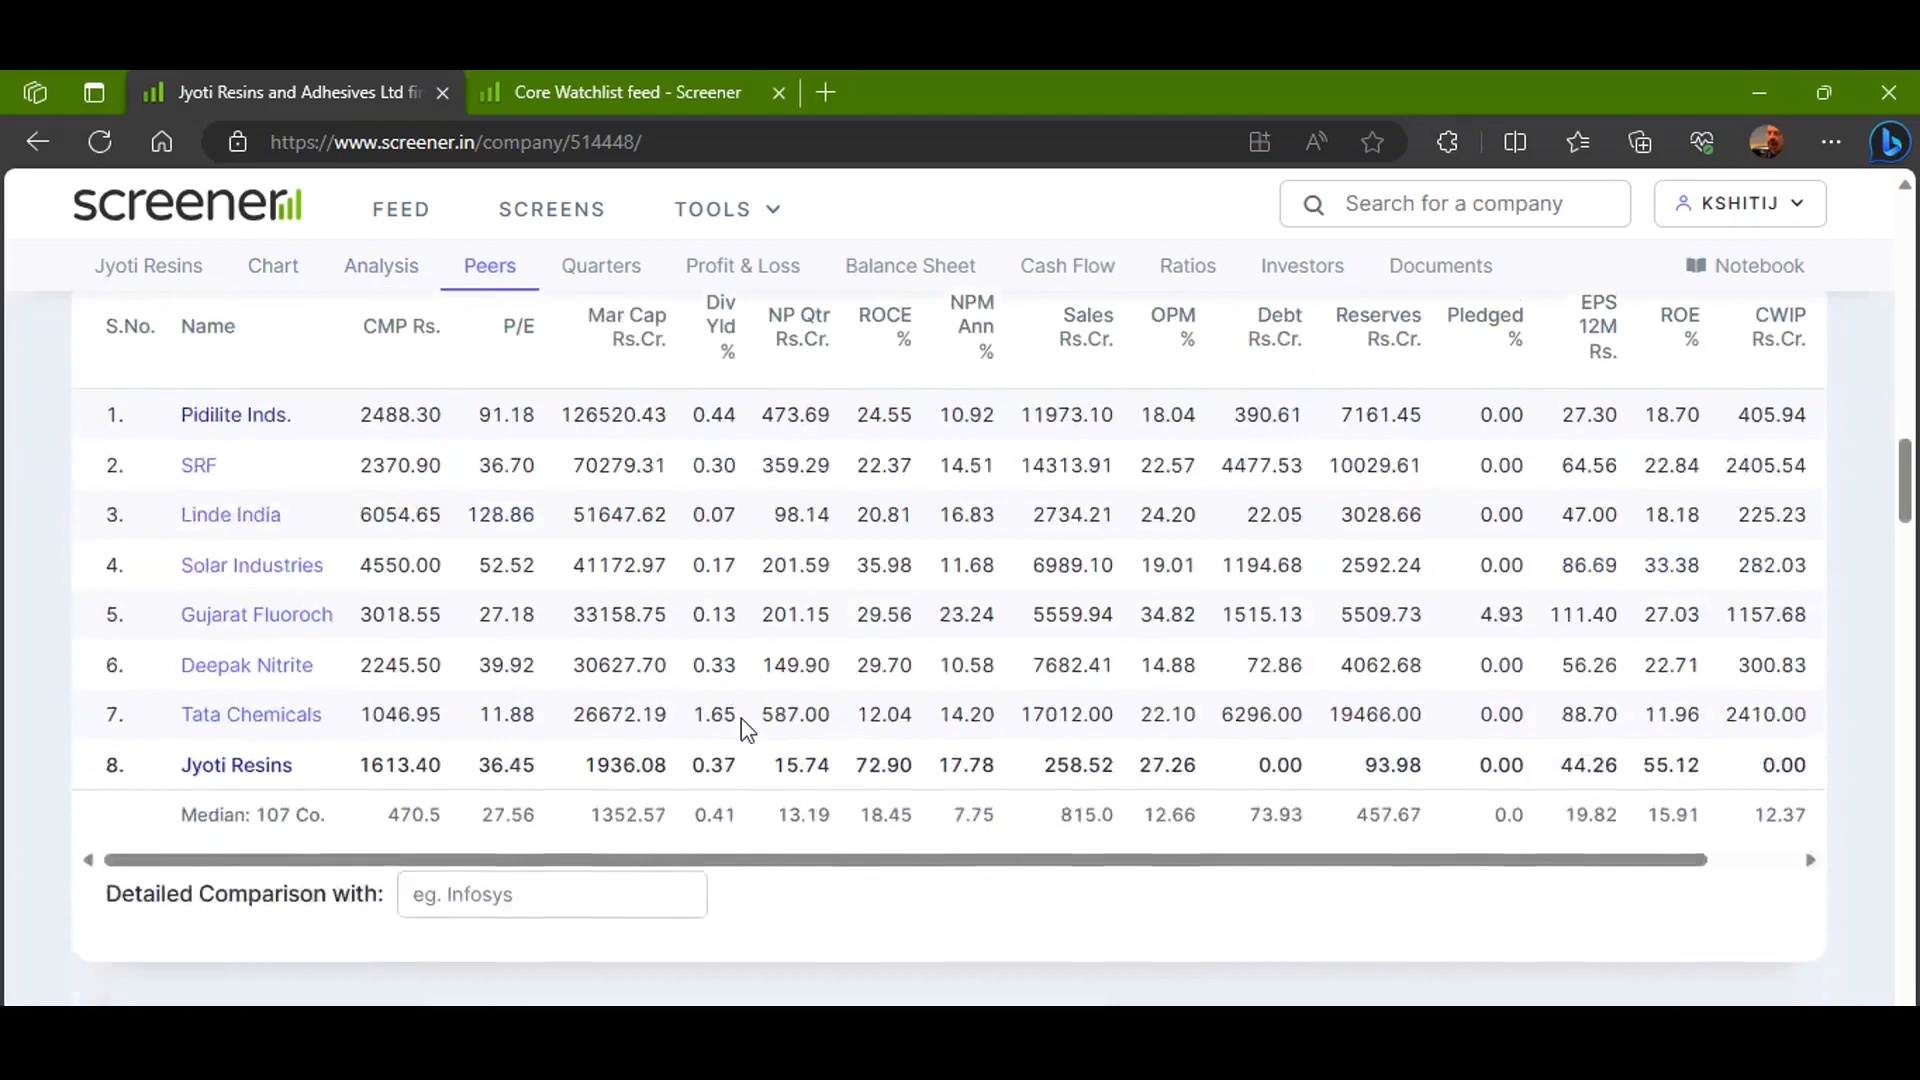 Jyoti Resins and Adhesives Ltd fi
Core Watchlist feed - Screener
https://www.screener.in/company/514448/
screener
FEED SCREENS TOOLS
Search for a company
KSHITIJ
Jyoti Resins Chart Analysis Peers Quarters Profit & Loss Balance Sheet Cash Flow Ratios Investors Documents Notebook
S.No. Name CMP Rs. P/E Mar Cap Rs.Cr. Div Yld % NP Qtr Rs.Cr. ROCE % NPM Ann % Sales Rs.Cr. OPM % Debt Rs.Cr. Reserves Rs.Cr. Pledged % EPS 12M Rs. ROE % CWIP Rs.Cr.
1. Pidilite Inds. 2488.30 91.18 126520.43 0.44 473.69 24.55 10.92 11973.10 18.04 390.61 7161.45 0.00 27.30 18.70 405.94
2. SRF 2370.90 36.70 70279.31 0.30 359.29 22.37 14.51 14313.91 22.57 4477.53 10029.61 0.00 64.56 22.84 2405.54
3. Linde India 6054.65 128.86 51647.62 0.07 98.14 20.81 16.83 2734.21 24.20 22.05 3028.66 0.00 47.00 18.18 225.23
4. Solar Industries 4550.00 52.52 41172.97 0.17 201.59 35.98 11.68 6989.10 19.01 1194.68 2592.24 0.00 86.69 33.38 282.03
5. Gujarat Fluoroch 3018.55 27.18 33158.75 0.13 201.15 29.56 23.24 5559.94 34.82 1515.13 5509.73 4.93 111.40 27.03 1157.68
6. Deepak Nitrite 2245.50 39.92 30627.70 0.33 149.90 29.70 10.58 7682.41 14.88 72.86 4062.68 0.00 56.26 22.71 300.83
7. Tata Chemicals 1046.95 11.88 26672.19 1.65 587.00 12.04 14.20 17012.00 22.10 6296.00 19466.00 0.00 88.70 11.96 2410.00
8. Jyoti Resins 1613.40 36.45 1936.08 0.37 15.74 72.90 17.78 258.52 27.26 0.00 93.98 0.00 44.26 55.12 0.00
Median: 107 Co. 470.5 27.56 1352.57 0.41 13.19 18.45 7.75 815.0 12.66 73.93 457.67 0.0 19.82 15.91 12.37
Detailed Comparison with: eg. Infosys